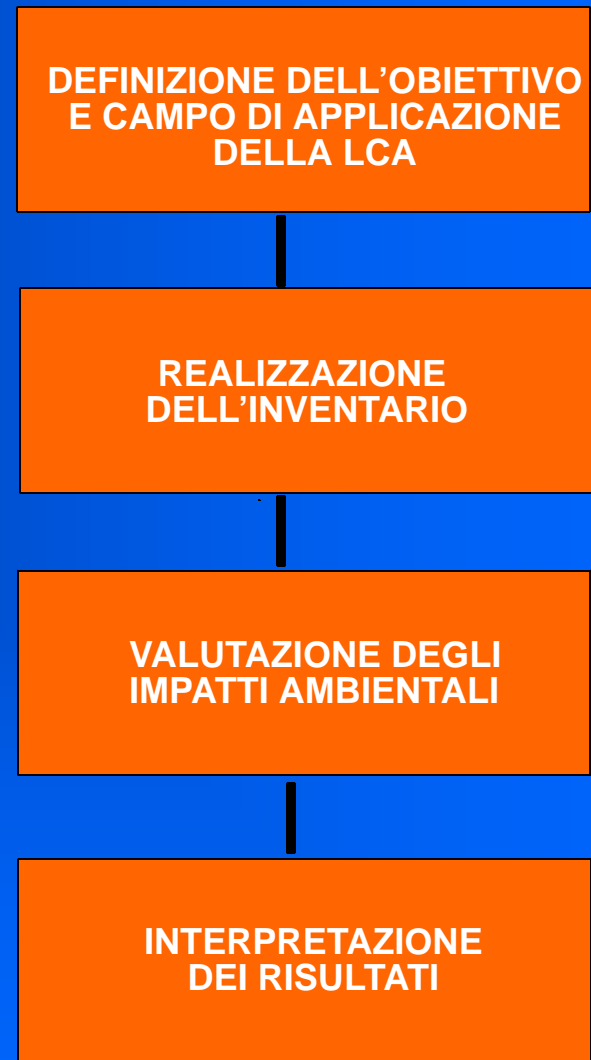 DEFINIZIONE DELL’OBIETTIVO
E CAMPO DI APPLICAZIONE
DELLA LCA
REALIZZAZIONE
DELL’INVENTARIO
VALUTAZIONE DEGLI
IMPATTI AMBIENTALI
INTERPRETAZIONE
DEI RISULTATI